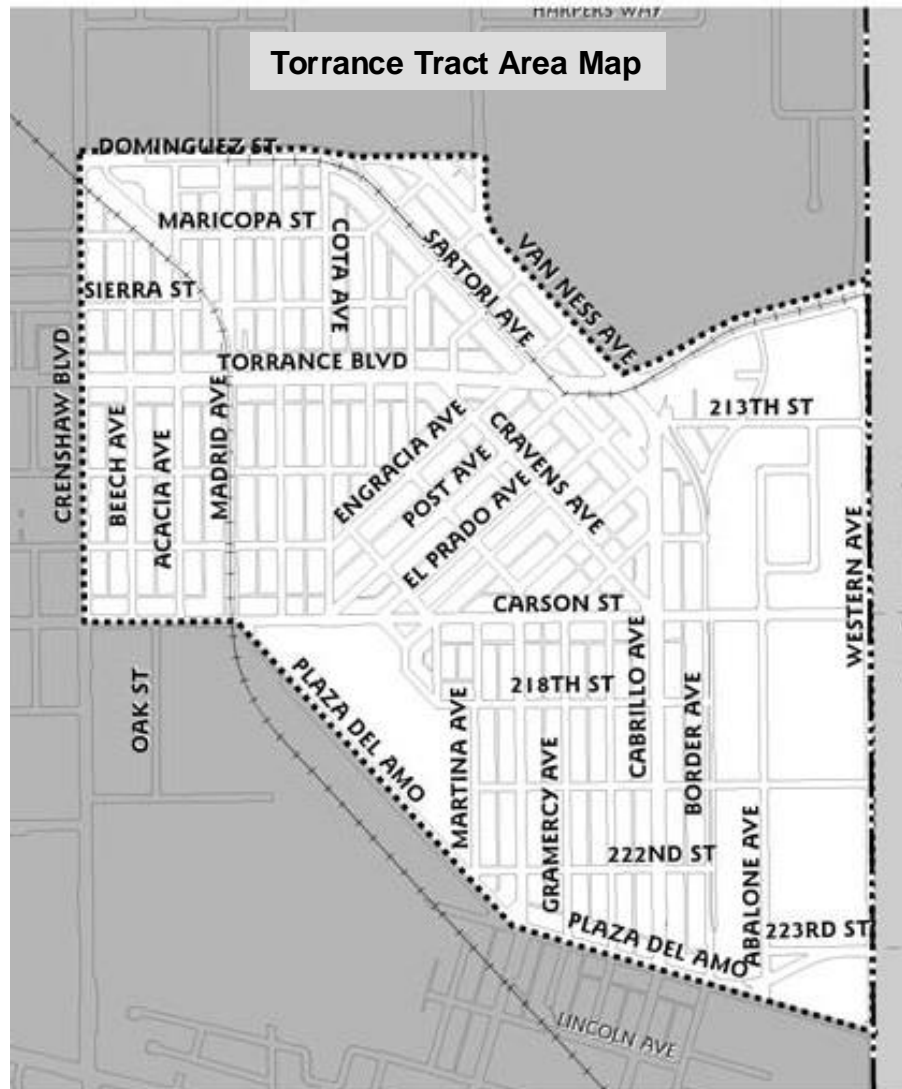 HARPERS WAY
Torrance Tract Area Map
DOMINGUEZ ST
MARICOPA ST
COTA AVE
SARTORI AVE
VAN NESS AVE
SIERRA ST
CRENSHAW BLVD
TORRANCE BLVD
MADRID AVE
BEECH AVE
ACACIA AVE
ENGRACIA AVE
CRAVENS AVE
213TH ST
POST AVE
EL PRADO AVE
WESTERN AVE
CARSON ST
OAK ST
PLAZA DEL AMO
218TH ST
CABRILLO AVE
BORDER AVE
MARTINA AVE
GRAMERCY AVE
222ND ST
ABALONE AVE
PLAZA DEL AMO
223RD ST
LINCOLN AVE